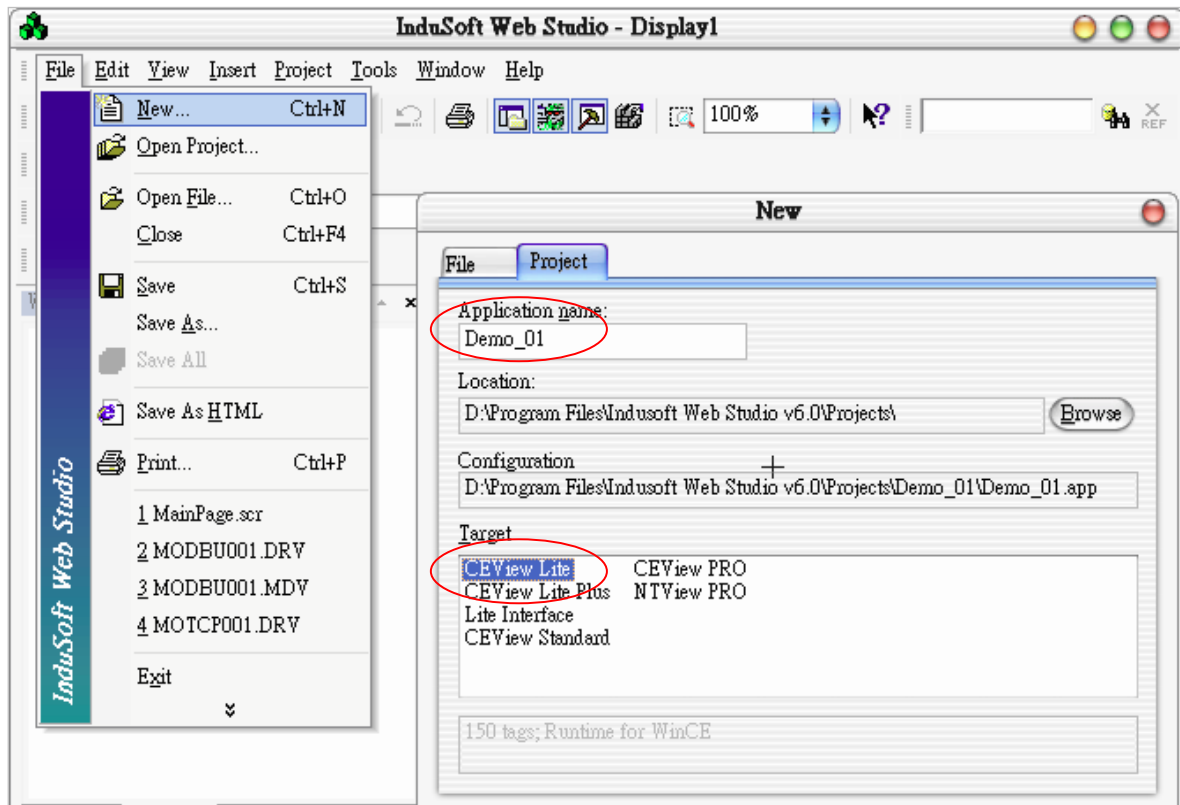 InduSoft Web Studio - Display1
File Edit View Insert Project Tools Window Help
New... Ctrl+N
100%
REF
Open Project...
Open File... Ctrl+O
Close Ctrl+F4
Save Ctrl+S
Save As...
Save All
Save As HTML
Print... Ctrl+P
1 MainPage.scr
2 MODBU001.DRV
3 MODBU001.MDV
4 MOTCP001.DRV
Exit
InduSoft Web Studio
New
File Project
Application name:
Demo_01
Location:
D:\Program Files\Indusoft Web Studio v6.0\Projects\ Browse
Configuration
D:\Program Files\Indusoft Web Studio v6.0\Projects\Demo_01\Demo_01.app
Target
CEView Lite CEView PRO
CEView Lite Plus NTView PRO
Lite Interface
CEView Standard
150 tags; Runtime for WinCE